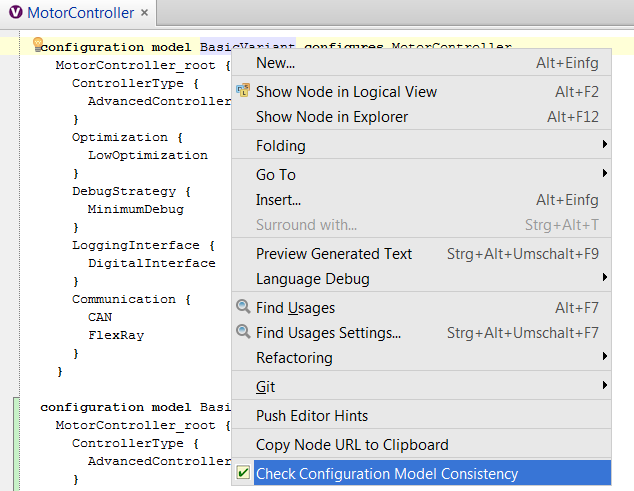 MotorController ×
configuration model BasicVariant configures MotorController
MotorController_root {
ControllerType {
AdvancedController
}
Optimization {
LowOptimization
}
DebugStrategy {
MinimumDebug
}
LoggingInterface {
DigitalInterface
}
Communication {
CAN
FlexRay
}
}
configuration model Basi
MotorController_root {
ControllerType {
AdvancedController
}
New... Alt+Einfg
Show Node in Logical View Alt+F2
Show Node in Explorer Alt+F12
Folding
Go To
Insert... Alt+Einfg
Surround with... Strg+Alt+T
Preview Generated Text Strg+Alt+Umschalt+F9
Language Debug
Find Usages Alt+F7
Find Usages Settings... Strg+Alt+Umschalt+F7
Refactoring
Git
Push Editor Hints
Copy Node URL to Clipboard
Check Configuration Model Consistency